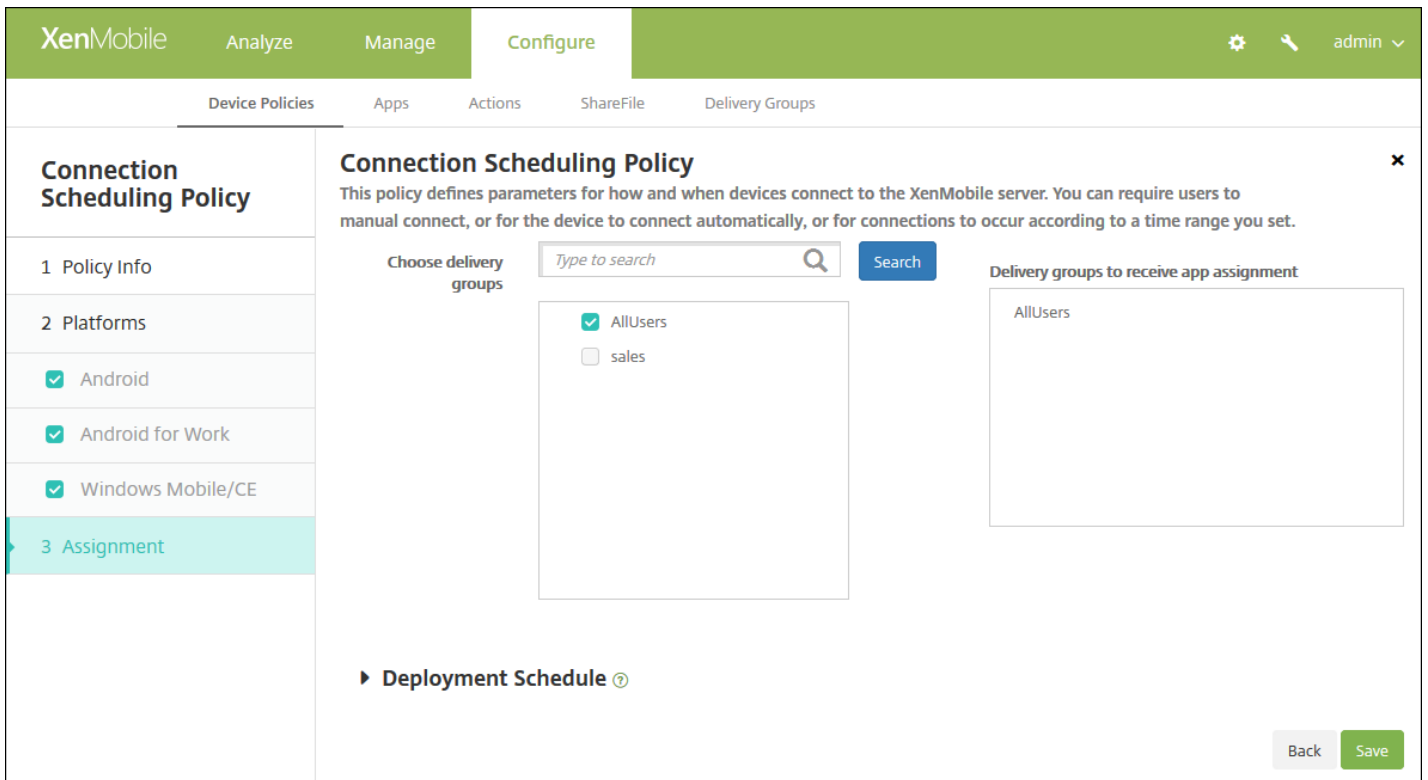 XenMobile Analyze Manage Configure admin
Device Policies Apps Actions ShareFile Delivery Groups
Connection
Scheduling Policy
1 Policy Info
2 Platforms
Android
Android for Work
Windows Mobile/CE
3 Assignment
Connection Scheduling Policy
This policy defines parameters for how and when devices connect to the XenMobile server. You can require users to
manual connect, or for the device to connect automatically, or for connections to occur according to a time range you set.
Choose delivery
groups
Type to search
Search
AllUsers
sales
Delivery groups to receive app assignment
AllUsers
Deployment Schedule ?
Back Save